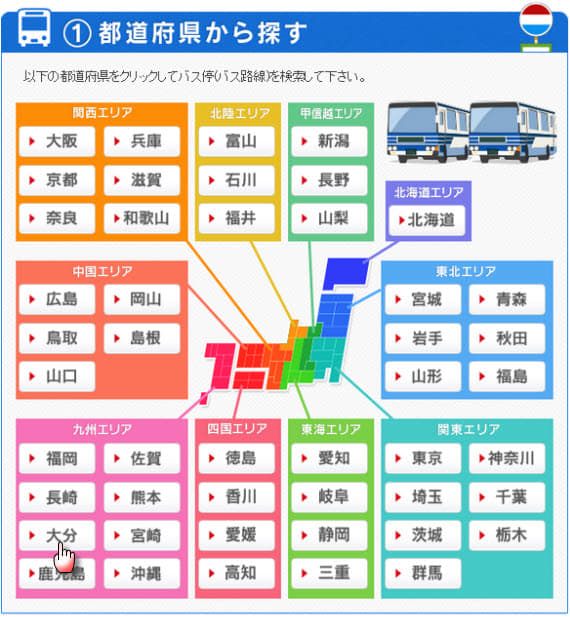 ①都道府県から探す
以下の都道府県をクリックしてバス停(バス路線)を検索して下さい。
関西エリア
大阪 兵庫
京都 滋賀
奈良 和歌山
北陸エリア
富山
石川
福井
甲信越エリア
新潟
長野
山梨
北海道エリア
北海道
中国エリア
広島 岡山
鳥取 島根
山口
東北エリア
宮城 青森
岩手 秋田
山形 福島
九州エリア
福岡 佐賀
長崎 熊本
大分 宮崎
鹿児島 沖縄
四国エリア
徳島
香川
愛媛
高知
東海エリア
愛知
岐阜
静岡
三重
関東エリア
東京 神奈川
埼玉 千葉
茨城 栃木
群馬